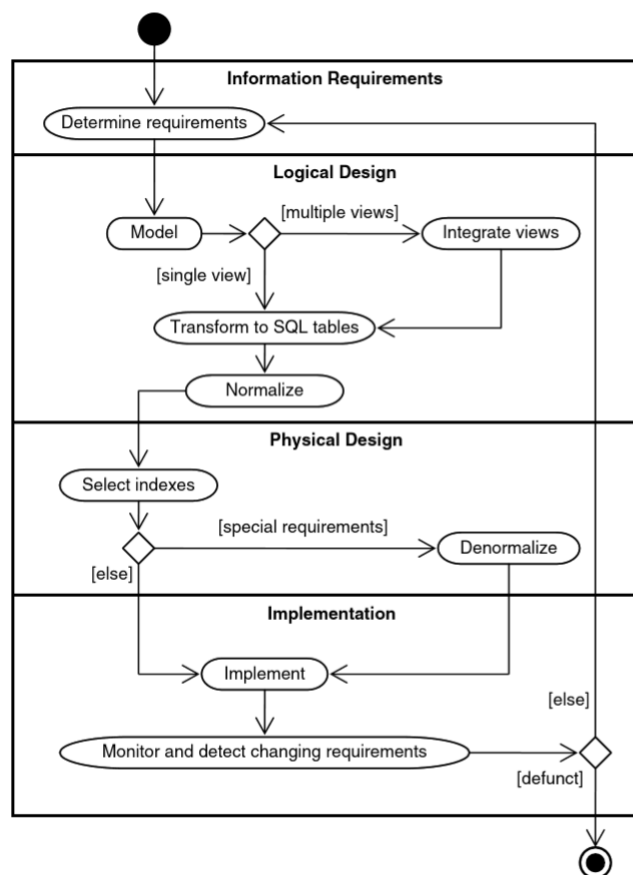 Information Requirements
Determine requirements
Logical Design
[multiple views]
Model
Integrate views
[single view]
Transform to SQL tables
Normalize
Physical Design
Select indexes
[special requirements]
Denormalize
[else]
Implementation
Implement
[else]
Monitor and detect changing requirements
[defunct]